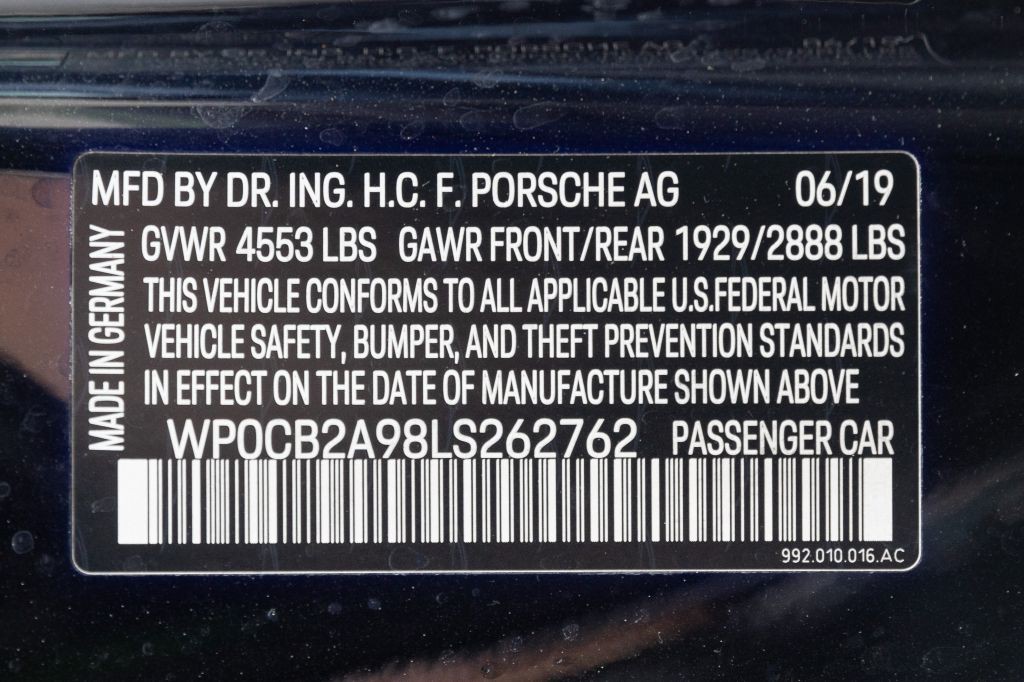 MFD BY DR. ING. H.C. F. PORSCHE AG 06/19
GVWR 4553 LBS GAWR FRONT/REAR 1929/2888 LBS
THIS VEHICLE CONFORMS TO ALL APPLICABLE U.S.FEDERAL MOTOR
VEHICLE SAFETY, BUMPER, AND THEFT PREVENTION STANDARDS
IN EFFECT ON THE DATE OF MANUFACTURE SHOWN ABOVE
MADE IN GERMANY
WP0CB2A98LS262762 PASSENGER CAR
992.010.016.AC